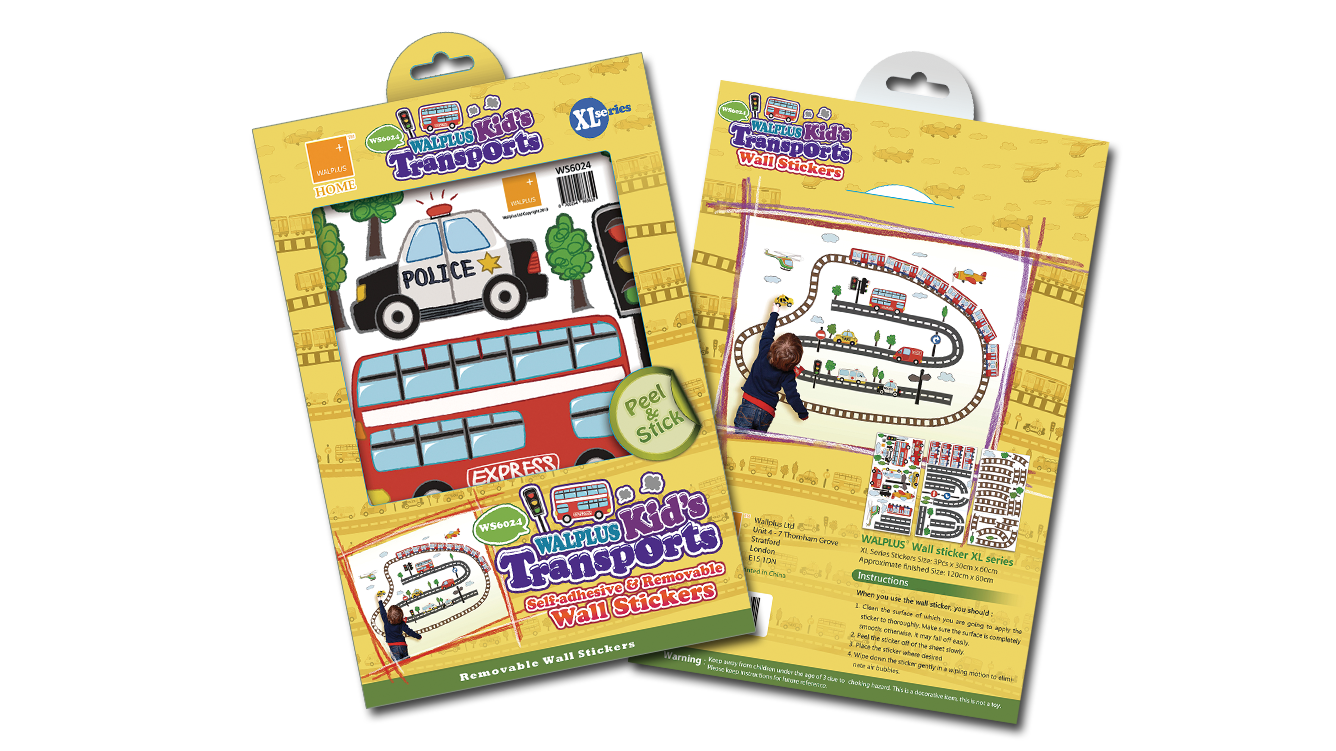 WALPLUS
HOME
WS6024
WALPLUS Kid's
Transports
XL series
WALPLUS
WS6024
Walplus Ltd Copyright
POLICE
EXPRESS
Peel
&
Stick
WS6024
WALPLUS Kid's
Transports
Self-adhesive & Removable
Wall Stickers
Removable Wall Stickers
WS6024
WALPLUS Kid's
Transports
Wall Stickers
Wallplus Ltd
Unit 4 - 7 Thornham Grove
Stratford
London
E15 1DN
in China
WALPLUS Wall sticker XL series
XL Series Stickers Size: 3Pcs x 30cm x 60cm
Approximate finished Size: 120cm x 60cm
Instructions
When you use the wall sticker, you should :
1. Clean the surface of which you are going to apply the
sticker to thoroughly. Make sure the surface is completely
smooth otherwise, it may fall off easily.
2. Peel the sticker off of the sheet slowly.
3. Place the sticker where desired
4. Wipe down the sticker gently in a wiping motion to elimi-
nate air bubbles.
Warning - Keep away from children under the age of 3 due to choking hazard. This is a decorative item, this is not a toy.
Please keep instructions for future reference.